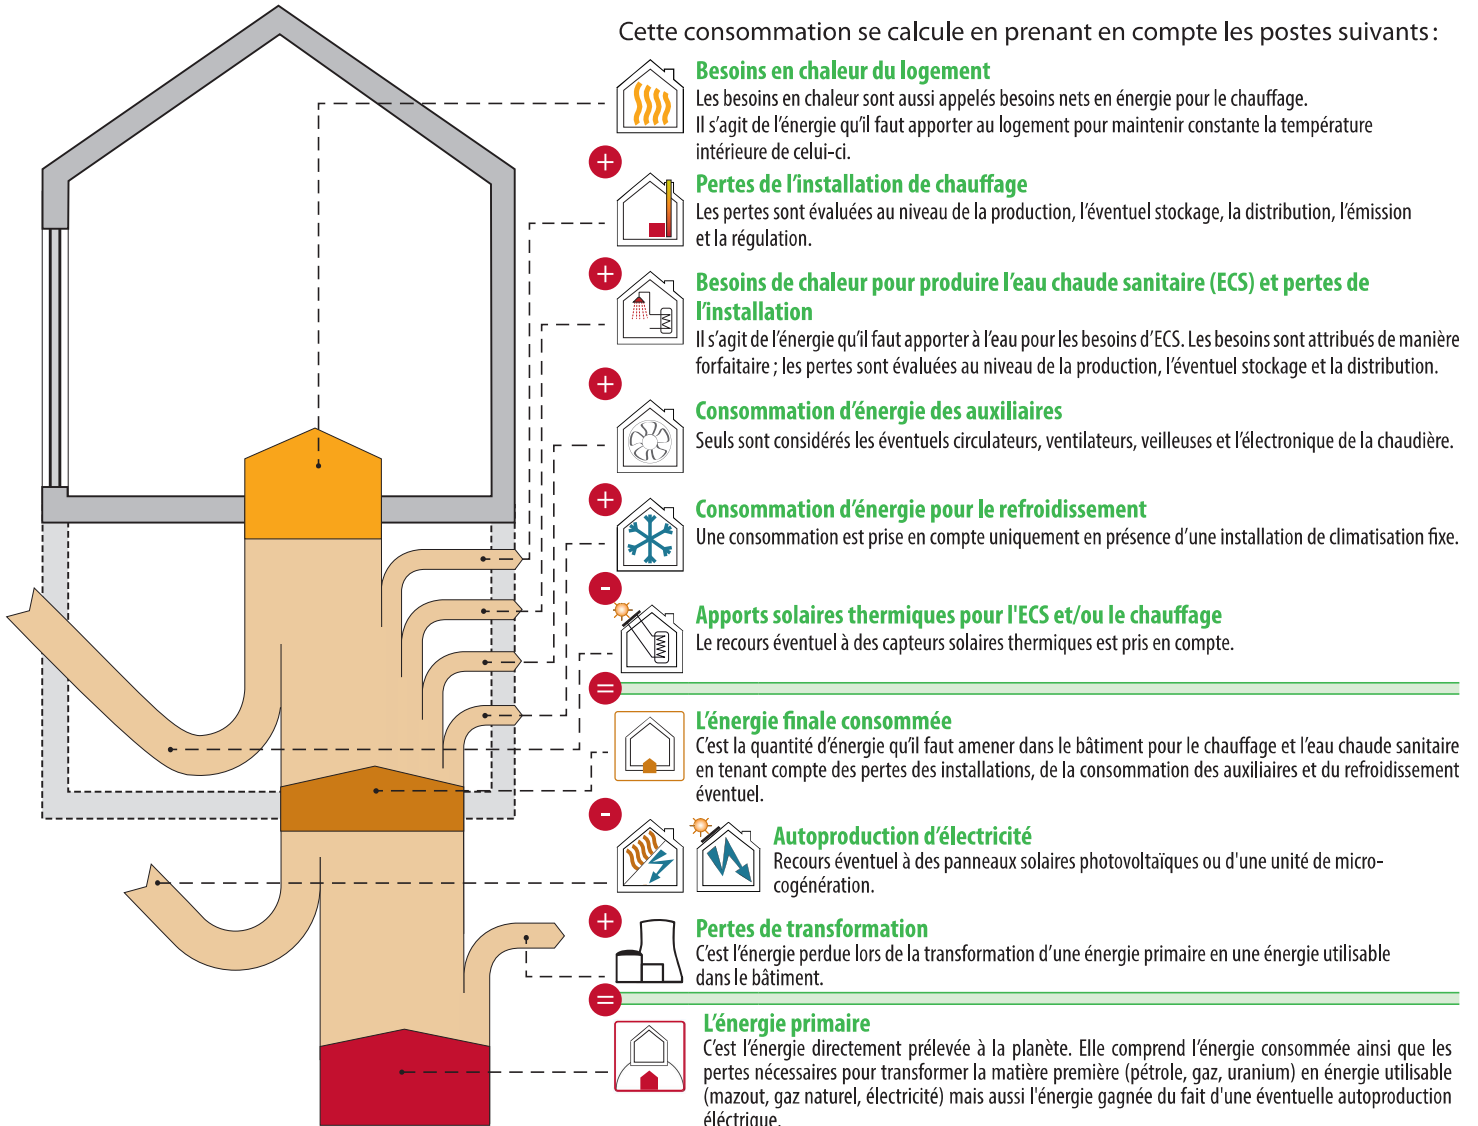 Cette consommation se calcule en prenant en compte les postes suivants :
Besoins en chaleur du logement
Les besoins en chaleur sont aussi appelés besoins nets en énergie pour le chauffage.
Il s’agit de l’énergie qu’il faut apporter au logement pour maintenir constante la température
intérieure de celui-ci.
+
Pertes de l’installation de chauffage
Les pertes sont évaluées au niveau de la production, l’éventuel stockage, la distribution, l’émission
et la régulation.
+
Besoins de chaleur pour produire l’eau chaude sanitaire (ECS) et pertes de
l’installation
Il s’agit de l’énergie qu’il faut apporter à l’eau pour les besoins d’ECS. Les besoins sont attribués de manière
forfaitaire ; les pertes sont évaluées au niveau de la production, l’éventuel stockage et la distribution.
+
Consommation d’énergie des auxiliaires
Seuls sont considérés les éventuels circulateurs, ventilateurs, veilleuses et l’électronique de la chaudière.
+
Consommation d’énergie pour le refroidissement
Une consommation est prise en compte uniquement en présence d’une installation de climatisation fixe.
-
Apports solaires thermiques pour l'ECS et/ou le chauffage
Le recours éventuel à des capteurs solaires thermiques est pris en compte.
=
L’énergie finale consommée
C’est la quantité d’énergie qu’il faut amener dans le bâtiment pour le chauffage et l’eau chaude sanitaire
en tenant compte des pertes des installations, de la consommation des auxiliaires et du refroidissement
éventuel.
-
Autoproduction d’électricité
Recours éventuel à des panneaux solaires photovoltaïques ou d'une unité de micro-
cogénération.
+
Pertes de transformation
C’est l’énergie perdue lors de la transformation d’une énergie primaire en une énergie utilisable
dans le bâtiment.
=
L’énergie primaire
C’est l’énergie directement prélevée à la planète. Elle comprend l’énergie consommée ainsi que les
pertes nécessaires pour transformer la matière première (pétrole, gaz, uranium) en énergie utilisable
(mazout, gaz naturel, électricité) mais aussi l'énergie gagnée du fait d'une éventuelle autoproduction
éléctrique.